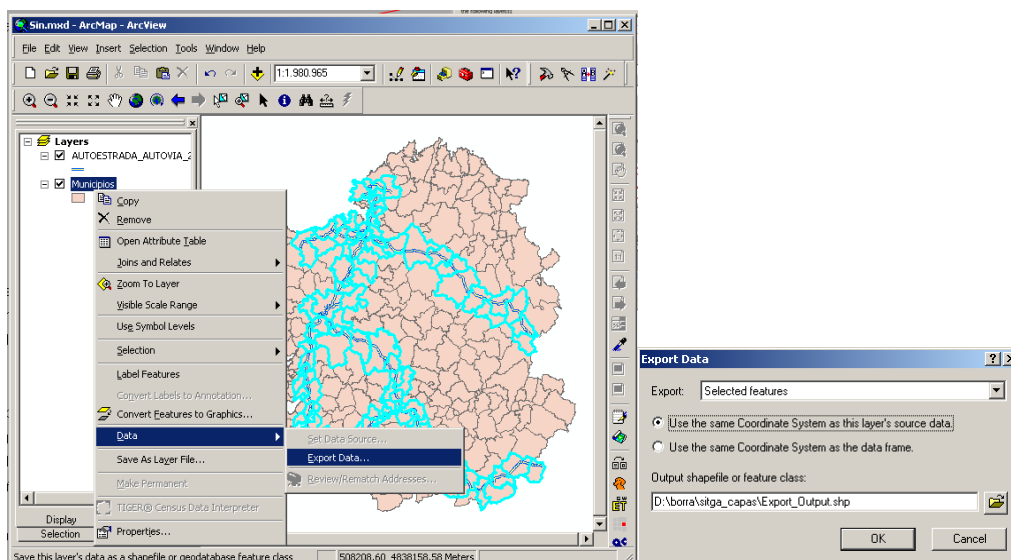 the following layer(s):
Sin.mxd - ArcMap - ArcView
File Edit View Insert Selection Tools Window Help
1:1.980.965
Layers
AUTOESTRADA_AUTOVIA_2
Municipios
Copy
Remove
Open Attribute Table
Joins and Relates
Zoom To Layer
Visible Scale Range
Use Symbol Levels
Selection
Label Features
Convert Labels to Annotation...
Convert Features to Graphics...
Data
Save As Layer File...
Make Permanent
TIGER® Census Data Interpreter
Properties...
Set Data Source...
Export Data...
Review/Rematch Addresses...
Display
Selection
Save this layer's data as a shapefile or geodatabase feature class
508208,60 4838158,58 Meters
Export Data
Export: Selected features
Use the same Coordinate System as this layer's source data.
Use the same Coordinate System as the data frame.
Output shapefile or feature class:
D:\borra\sitga_capas\Export_Output.shp
OK Cancel